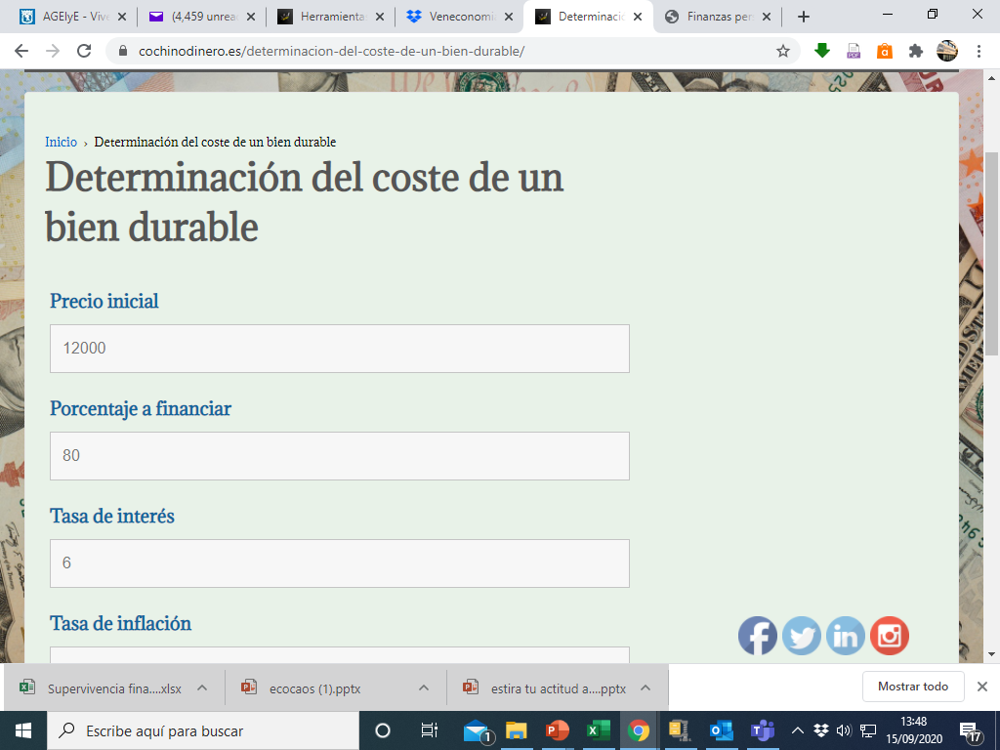 AGEIyE - Viv
(4,459 unrea
Herramienta
Veneconomi
Determinaci
Finanzas per
cochinodinero.es/determinacion-del-coste-de-un-bien-durable/
Inicio › Determinación del coste de un bien durable
Determinación del coste de un
bien durable
Precio inicial
12000
Porcentaje a financiar
80
Tasa de interés
6
Tasa de inflación
Supervivencia fina....xlsx
ecocaos (1).pptx
estira tu actitud a....pptx
Mostrar todo
Escribe aquí para buscar
1
13:48
15/09/2020
17